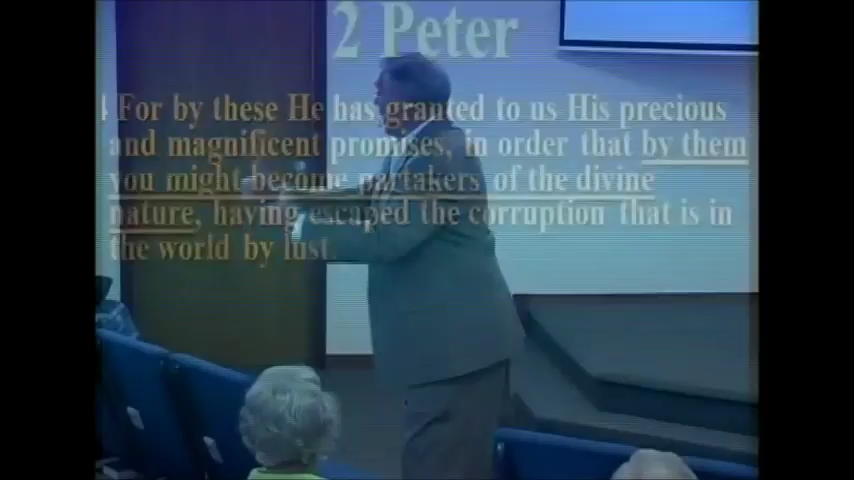 2 Peter
4 For by these He has granted to us His precious
and magnificent promises, in order that by them
you might become partakers of the divine
nature, having escaped the corruption that is in
the world by lust.